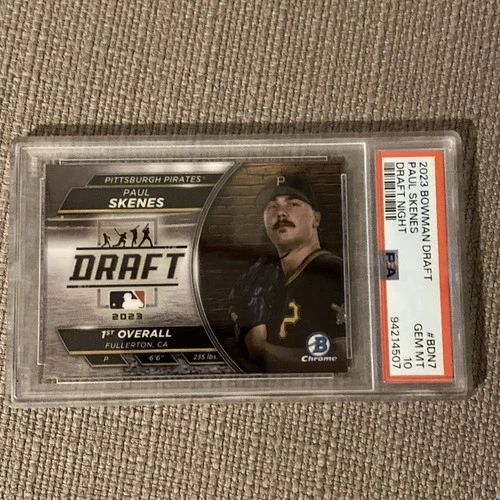 PITTSBURGH PIRATES
PAUL
SKENES
DRAFT
2023
1ST OVERALL
FULLERTON, CA
P 6'6" 235 lbs.
P
P
B
Chrome
2023 BOWMAN DRAFT
PAUL SKENES
DRAFT NIGHT
#BDN7
GEM MT
10
94214507
PSA